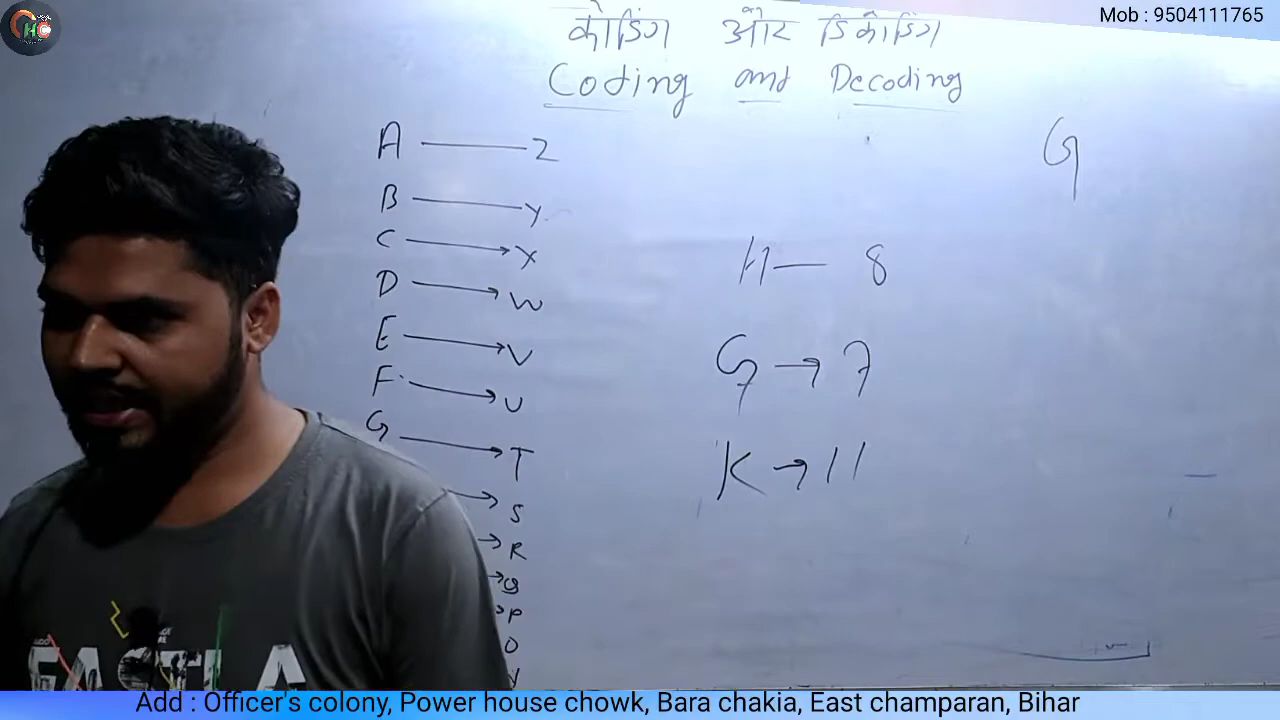 HC
Mob : 9504111765
कोडिंग और डिकोडिंग
Coding and Decoding
A — Z
B — Y
C → X
D → W
E → V
F → U
G → T
→ S
→ R
→ Q
→ P
O
G
H — 8
G → 7
K → 11
Add : Officer's colony, Power house chowk, Bara chakia, East champaran, Bihar